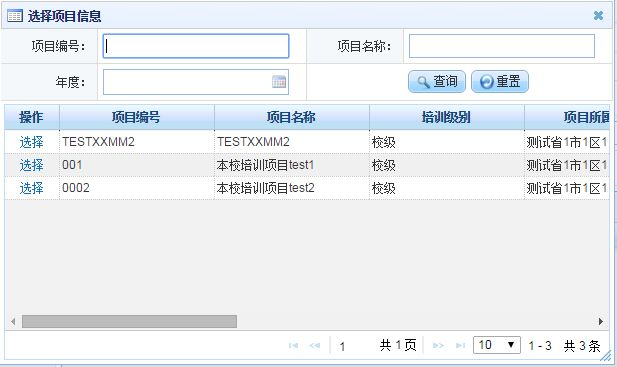 选择项目信息
项目编号：
项目名称：
年度：
查询 重置
操作 项目编号 项目名称 培训级别 项目所属
选择 TESTXXMM2 TESTXXMM2 校级 测试省1市1区1
选择 001 本校培训项目test1 校级 测试省1市1区1
选择 0002 本校培训项目test2 校级 测试省1市1区1
1 共 1 页 10 1 - 3 共 3 条